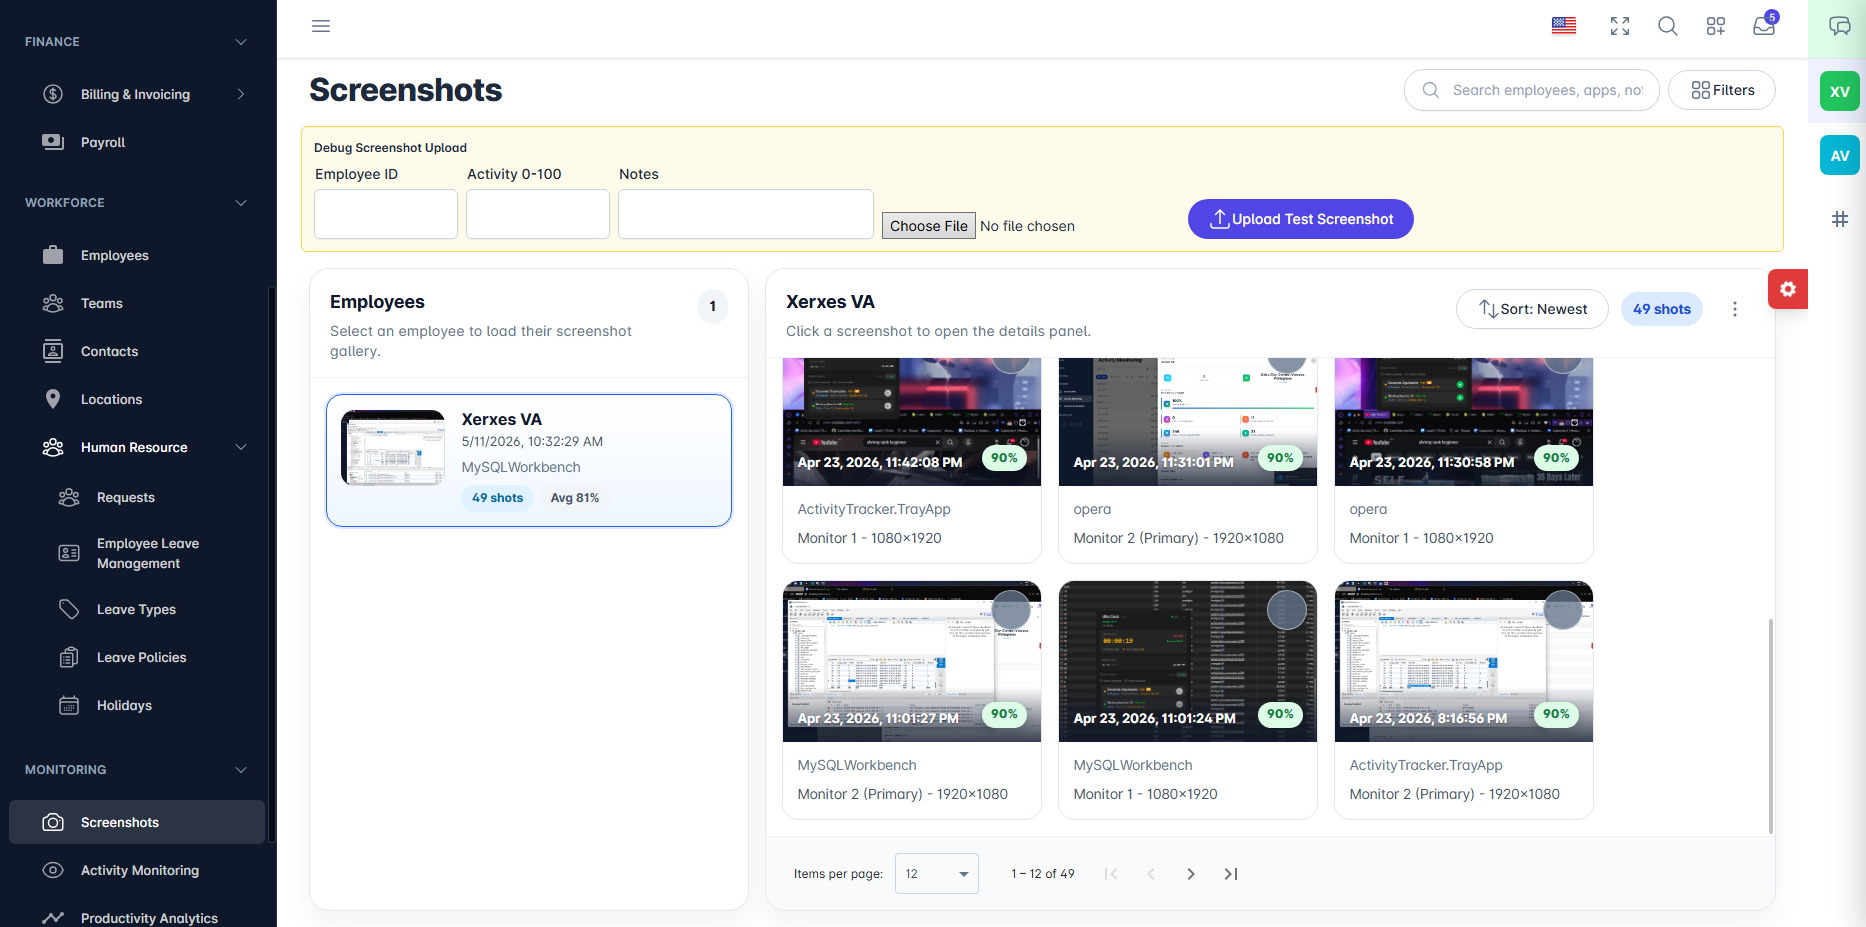 FINANCE
Billing & Invoicing
Payroll
WORKFORCE
Employees
Teams
Contacts
Locations
Human Resource
Requests
Employee Leave
Management
Leave Types
Leave Policies
Holidays
MONITORING
Screenshots
Activity Monitoring
Productivity Analytics
5
XV
AV
Screenshots
Search employees, apps, not
Filters
Debug Screenshot Upload
Employee ID
Activity 0-100
Notes
Choose File No file chosen
Upload Test Screenshot
Employees
1
Select an employee to load their screenshot
gallery.
Xerxes VA
5/11/2026, 10:32:29 AM
MySQLWorkbench
49 shots
Avg 81%
Xerxes VA
Click a screenshot to open the details panel.
Sort: Newest
49 shots
Apr 23, 2026, 11:42:08 PM
90%
ActivityTracker.TrayApp
Monitor 1 - 1080×1920
Apr 23, 2026, 11:31:01 PM
90%
opera
Monitor 2 (Primary) - 1920×1080
Apr 23, 2026, 11:30:58 PM
90%
opera
Monitor 1 - 1080×1920
Apr 23, 2026, 11:01:27 PM
90%
MySQLWorkbench
Monitor 2 (Primary) - 1920×1080
00:00:19
Apr 23, 2026, 11:01:24 PM
90%
MySQLWorkbench
Monitor 1 - 1080×1920
Apr 23, 2026, 8:16:56 PM
90%
ActivityTracker.TrayApp
Monitor 2 (Primary) - 1920×1080
Items per page:
12
1 – 12 of 49